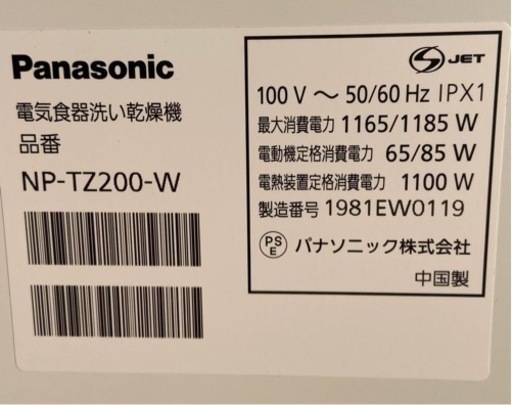 Panasonic
電気食器洗い乾燥機
品番
NP-TZ200-W
S JET
100 V ～ 50/60 Hz IPX1
最大消費電力 1165/1185 W
電動機定格消費電力 65/85 W
電熱装置定格消費電力 1100 W
製造番号 1981EW0119
PS
E パナソニック株式会社
中国製